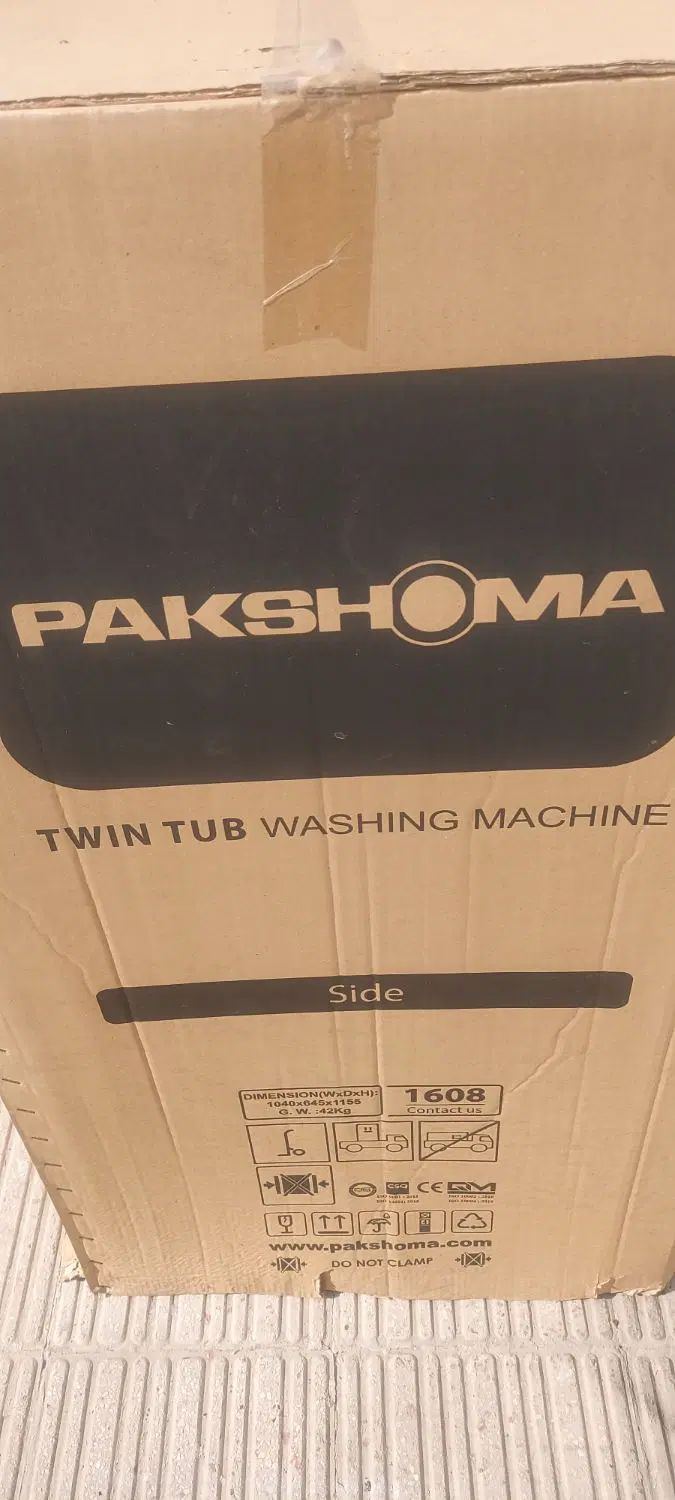 PAKSHOMA
TWIN TUB WASHING MACHINE
Side
DIMENSION(WxDxH):
1040x645x1155
G. W. :42Kg
1608
Contact us
CE
www.pakshoma.com
DO NOT CLAMP